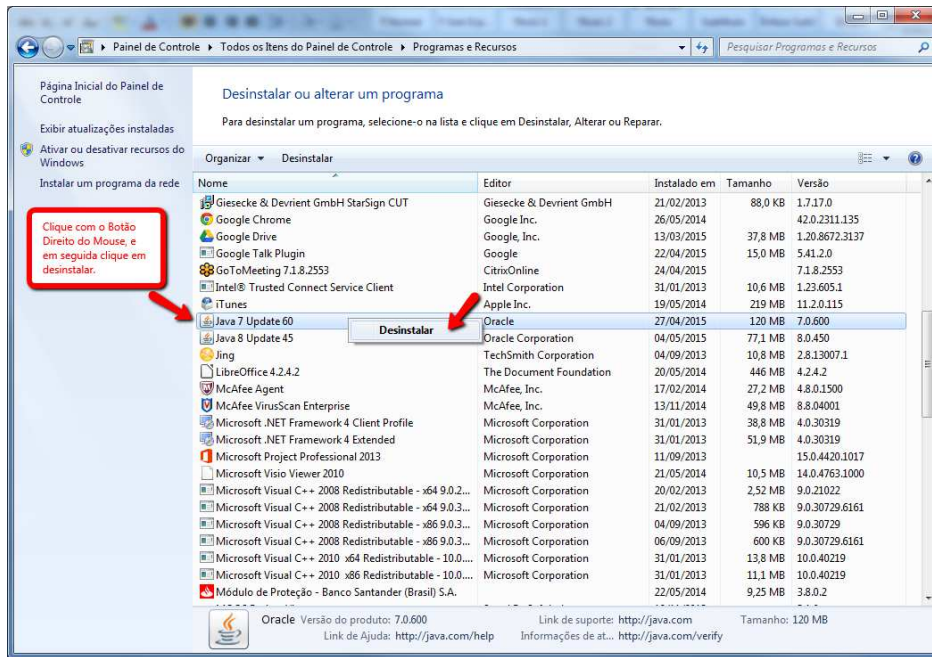 Painel de Controle ▸ Todos os Itens do Painel de Controle ▸ Programas e Recursos
Pesquisar Programas e Recursos
Página Inicial do Painel de
Controle
Exibir atualizações instaladas
Ativar ou desativar recursos do
Windows
Instalar um programa da rede
Clique com o Botão
Direito do Mouse, e
em seguida clique em
desinstalar.
Desinstalar ou alterar um programa
Para desinstalar um programa, selecione-o na lista e clique em Desinstalar, Alterar ou Reparar.
Organizar Desinstalar
Nome Editor Instalado em Tamanho Versão
Giesecke & Devrient GmbH StarSign CUT Giesecke & Devrient GmbH 21/02/2013 88,0 KB 1.7.17.0
Google Chrome Google Inc. 26/05/2014 42.0.2311.135
Google Drive Google, Inc. 13/03/2015 37,8 MB 1.20.8672.3137
Google Talk Plugin Google 22/04/2015 15,0 MB 5.41.2.0
GoToMeeting 7.1.8.2553 CitrixOnline 24/04/2015 7.1.8.2553
Intel® Trusted Connect Service Client Intel Corporation 31/01/2013 10,6 MB 1.23.605.1
iTunes Apple Inc. 19/05/2014 219 MB 11.2.0.115
Java 7 Update 60 Oracle 27/04/2015 120 MB 7.0.600
Desinstalar
Java 8 Update 45 Oracle Corporation 04/05/2015 77,1 MB 8.0.450
Jing TechSmith Corporation 04/09/2013 10,8 MB 2.8.13007.1
LibreOffice 4.2.4.2 The Document Foundation 20/05/2014 446 MB 4.2.4.2
McAfee Agent McAfee, Inc. 17/02/2014 27,2 MB 4.8.0.1500
McAfee VirusScan Enterprise McAfee, Inc. 13/11/2014 49,8 MB 8.8.04001
Microsoft .NET Framework 4 Client Profile Microsoft Corporation 31/01/2013 38,8 MB 4.0.30319
Microsoft .NET Framework 4 Extended Microsoft Corporation 31/01/2013 51,9 MB 4.0.30319
Microsoft Project Professional 2013 Microsoft Corporation 11/09/2013 15.0.4420.1017
Microsoft Visio Viewer 2010 Microsoft Corporation 21/05/2014 10,5 MB 14.0.4763.1000
Microsoft Visual C++ 2008 Redistributable - x64 9.0.2... Microsoft Corporation 20/02/2013 2,52 MB 9.0.21022
Microsoft Visual C++ 2008 Redistributable - x64 9.0.3... Microsoft Corporation 21/02/2013 788 KB 9.0.30729.6161
Microsoft Visual C++ 2008 Redistributable - x86 9.0.3... Microsoft Corporation 04/09/2013 596 KB 9.0.30729
Microsoft Visual C++ 2008 Redistributable - x86 9.0.3... Microsoft Corporation 06/09/2013 600 KB 9.0.30729.6161
Microsoft Visual C++ 2010 x64 Redistributable - 10.0.... Microsoft Corporation 31/01/2013 13,8 MB 10.0.40219
Microsoft Visual C++ 2010 x86 Redistributable - 10.0.... Microsoft Corporation 31/01/2013 11,1 MB 10.0.40219
Módulo de Proteção - Banco Santander (Brasil) S.A. 22/05/2014 9,25 MB 3.8.0.2
Oracle Versão do produto: 7.0.600 Link de suporte: http://java.com Tamanho: 120 MB
Link de Ajuda: http://java.com/help Informações de at... http://java.com/verify